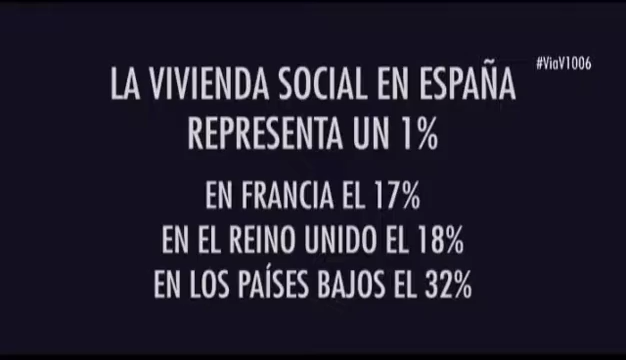 #ViaV1006
LA VIVIENDA SOCIAL EN ESPAÑA
REPRESENTA UN 1%
EN FRANCIA EL 17%
EN EL REINO UNIDO EL 18%
EN LOS PAÍSES BAJOS EL 32%